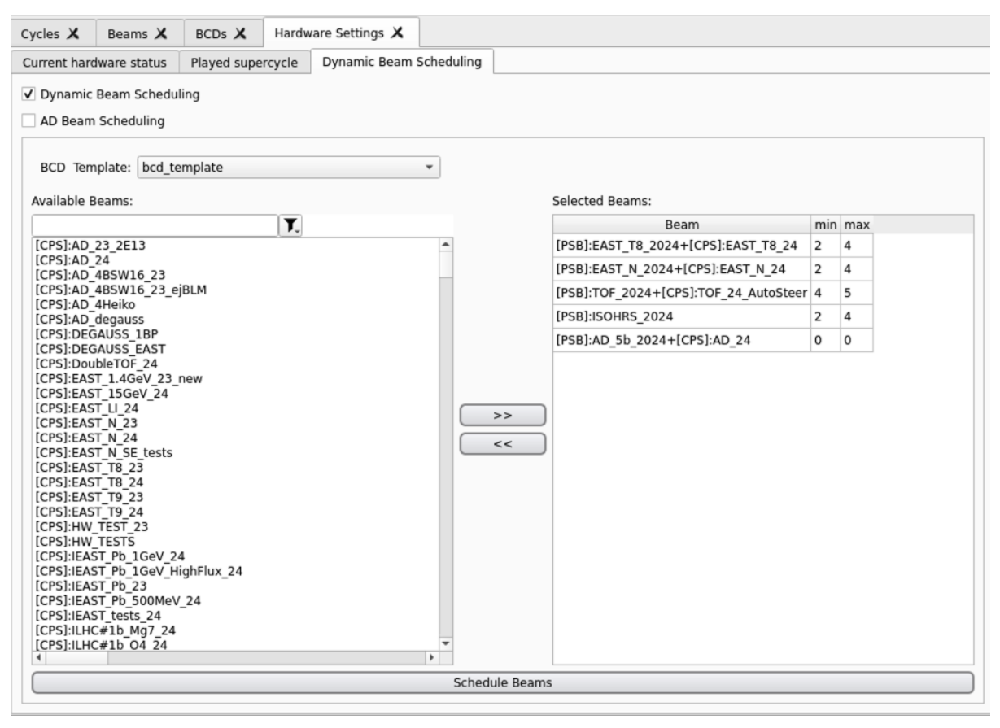 Cycles Beams BCDs Hardware Settings
Current hardware status Played supercycle Dynamic Beam Scheduling
Dynamic Beam Scheduling
AD Beam Scheduling
BCD Template: bcd_template
Available Beams:
[CPS]:AD_23_2E13
[CPS]:AD_24
[CPS]:AD_4BSW16_23
[CPS]:AD_4BSW16_23_ejBLM
[CPS]:AD_4Heiko
[CPS]:AD_degauss
[CPS]:DEGAUSS_1BP
[CPS]:DEGAUSS_EAST
[CPS]:DoubleTOF_24
[CPS]:EAST_1.4GeV_23_new
[CPS]:EAST_15GeV_24
[CPS]:EAST_LI_24
[CPS]:EAST_N_23
[CPS]:EAST_N_24
[CPS]:EAST_N_SE_tests
[CPS]:EAST_T8_23
[CPS]:EAST_T8_24
[CPS]:EAST_T9_23
[CPS]:EAST_T9_24
[CPS]:HW_TEST_23
[CPS]:HW_TESTS
[CPS]:IEAST_Pb_1GeV_24
[CPS]:IEAST_Pb_1GeV_HighFlux_24
[CPS]:IEAST_Pb_23
[CPS]:IEAST_Pb_500MeV_24
[CPS]:IEAST_tests_24
[CPS]:ILHC#1b_Mg7_24
[CPS]:ILHC#1b_O4_24
>>
<<
Selected Beams:
Beam min max
[PSB]:EAST_T8_2024+[CPS]:EAST_T8_24 2 4
[PSB]:EAST_N_2024+[CPS]:EAST_N_24 2 4
[PSB]:TOF_2024+[CPS]:TOF_24_AutoSteer 4 5
[PSB]:ISOHRS_2024 2 4
[PSB]:AD_5b_2024+[CPS]:AD_24 0 0
Schedule Beams